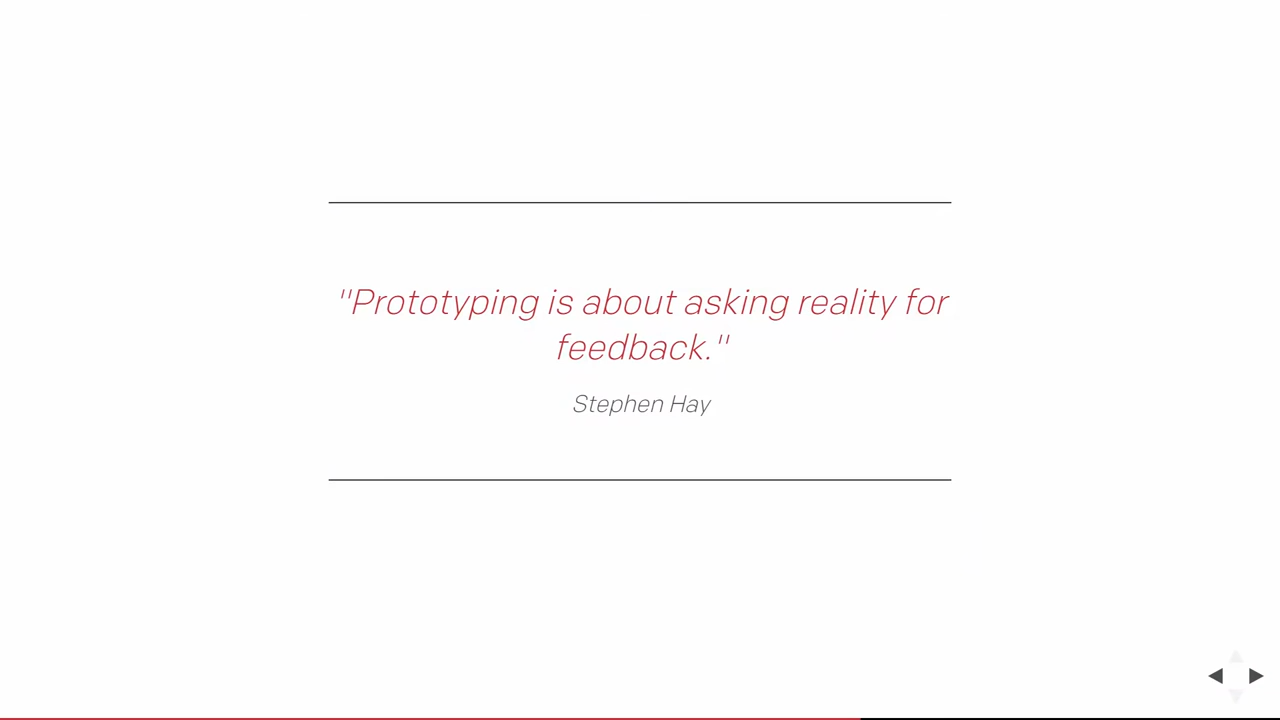 "Prototyping is about asking reality for
feedback."
Stephen Hay